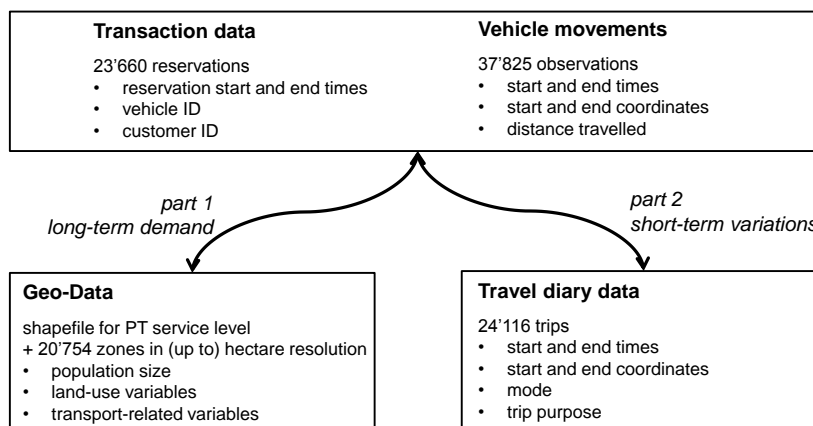 Transaction data
23’660 reservations
• reservation start and end times
• vehicle ID
• customer ID
Vehicle movements
37’825 observations
• start and end times
• start and end coordinates
• distance travelled
part 1
long-term demand
part 2
short-term variations
Geo-Data
shapefile for PT service level
+ 20’754 zones in (up to) hectare resolution
• population size
• land-use variables
• transport-related variables
Travel diary data
24’116 trips
• start and end times
• start and end coordinates
• mode
• trip purpose